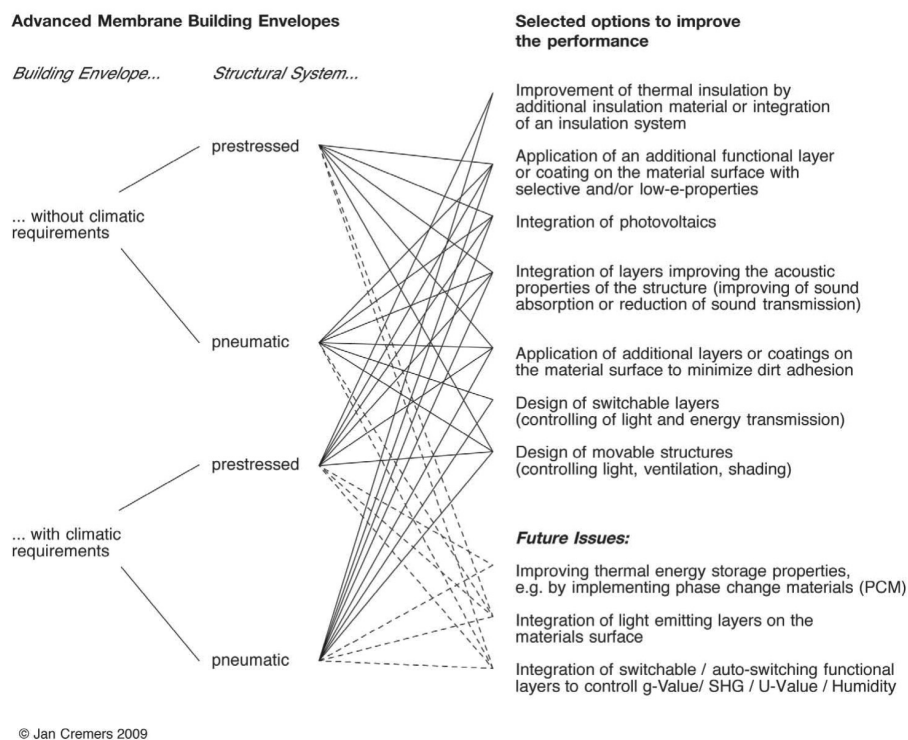 Advanced Membrane Building Envelopes
Building Envelope...
Structural System...
... without climatic
requirements
prestressed
pneumatic
... with climatic
requirements
prestressed
pneumatic
Selected options to improve
the performance
Improvement of thermal insulation by
additional insulation material or integration
of an insulation system
Application of an additional functional layer
or coating on the material surface with
selective and/or low-e-properties
Integration of photovoltaics
Integration of layers improving the acoustic
properties of the structure (improving of sound
absorption or reduction of sound transmission)
Application of additional layers or coatings on
the material surface to minimize dirt adhesion
Design of switchable layers
(controlling of light and energy transmission)
Design of movable structures
(controlling light, ventilation, shading)
Future Issues:
Improving thermal energy storage properties,
e.g. by implementing phase change materials (PCM)
Integration of light emitting layers on the
materials surface
Integration of switchable / auto-switching functional
layers to controll g-Value/ SHG / U-Value / Humidity
© Jan Cremers 2009